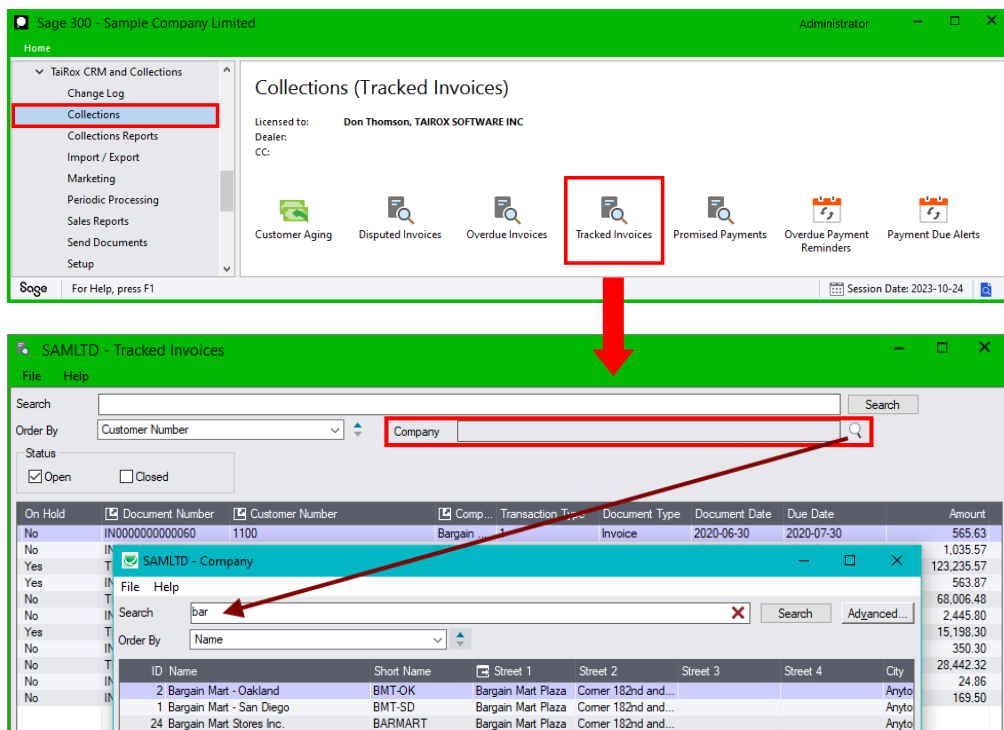 Sage 300 - Sample Company Limited Administrator
Home
TaiRox CRM and Collections
Change Log
Collections
Collections Reports
Import / Export
Marketing
Periodic Processing
Sales Reports
Send Documents
Setup
Collections (Tracked Invoices)
Licensed to: Don Thomson, TAIROX SOFTWARE INC
Dealer:
CC:
Customer Aging
Disputed Invoices
Overdue Invoices
Tracked Invoices
Promised Payments
Overdue Payment
Reminders
Payment Due Alerts
Sage For Help, press F1 Session Date: 2023-10-24
SAMLTD - Tracked Invoices
File Help
Search Search
Order By Customer Number Company
Status
Open Closed
On Hold Document Number Customer Number Comp... Transaction Type Document Type Document Date Due Date Amount
No IN0000000000060 1100 Bargain ... 1 Invoice 2020-06-30 2020-07-30 565.63
No IN 1,035.57
Yes T 123,235.57
Yes IN 563.87
No T 68,006.48
No IN 2,445.80
Yes T 15,198.30
No IN 350.30
No T 28,442.32
No IN 24.86
No IN 169.50
SAMLTD - Company
File Help
Search bar Search Advanced...
Order By Name
ID Name Short Name Street 1 Street 2 Street 3 Street 4 City
2 Bargain Mart - Oakland BMT-OK Bargain Mart Plaza Corner 182nd and... Anyto
1 Bargain Mart - San Diego BMT-SD Bargain Mart Plaza Corner 182nd and... Anyto
24 Bargain Mart Stores Inc. BARMART Bargain Mart Plaza Corner 182nd and... Anyto